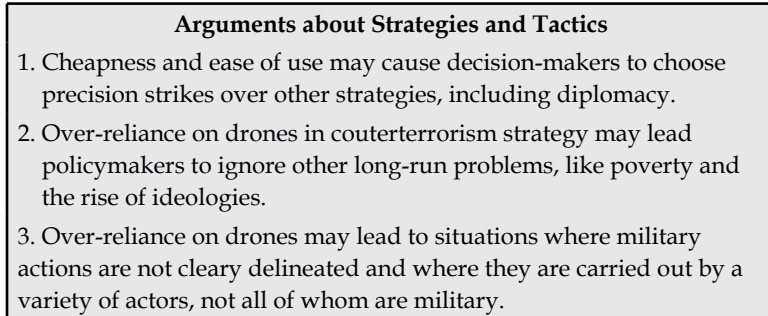 Arguments about Strategies and Tactics
1. Cheapness and ease of use may cause decision-makers to choose
precision strikes over other strategies, including diplomacy.
2. Over-reliance on drones in couterterrorism strategy may lead
policymakers to ignore other long-run problems, like poverty and
the rise of ideologies.
3. Over-reliance on drones may lead to situations where military
actions are not cleary delineated and where they are carried out by a
variety of actors, not all of whom are military.